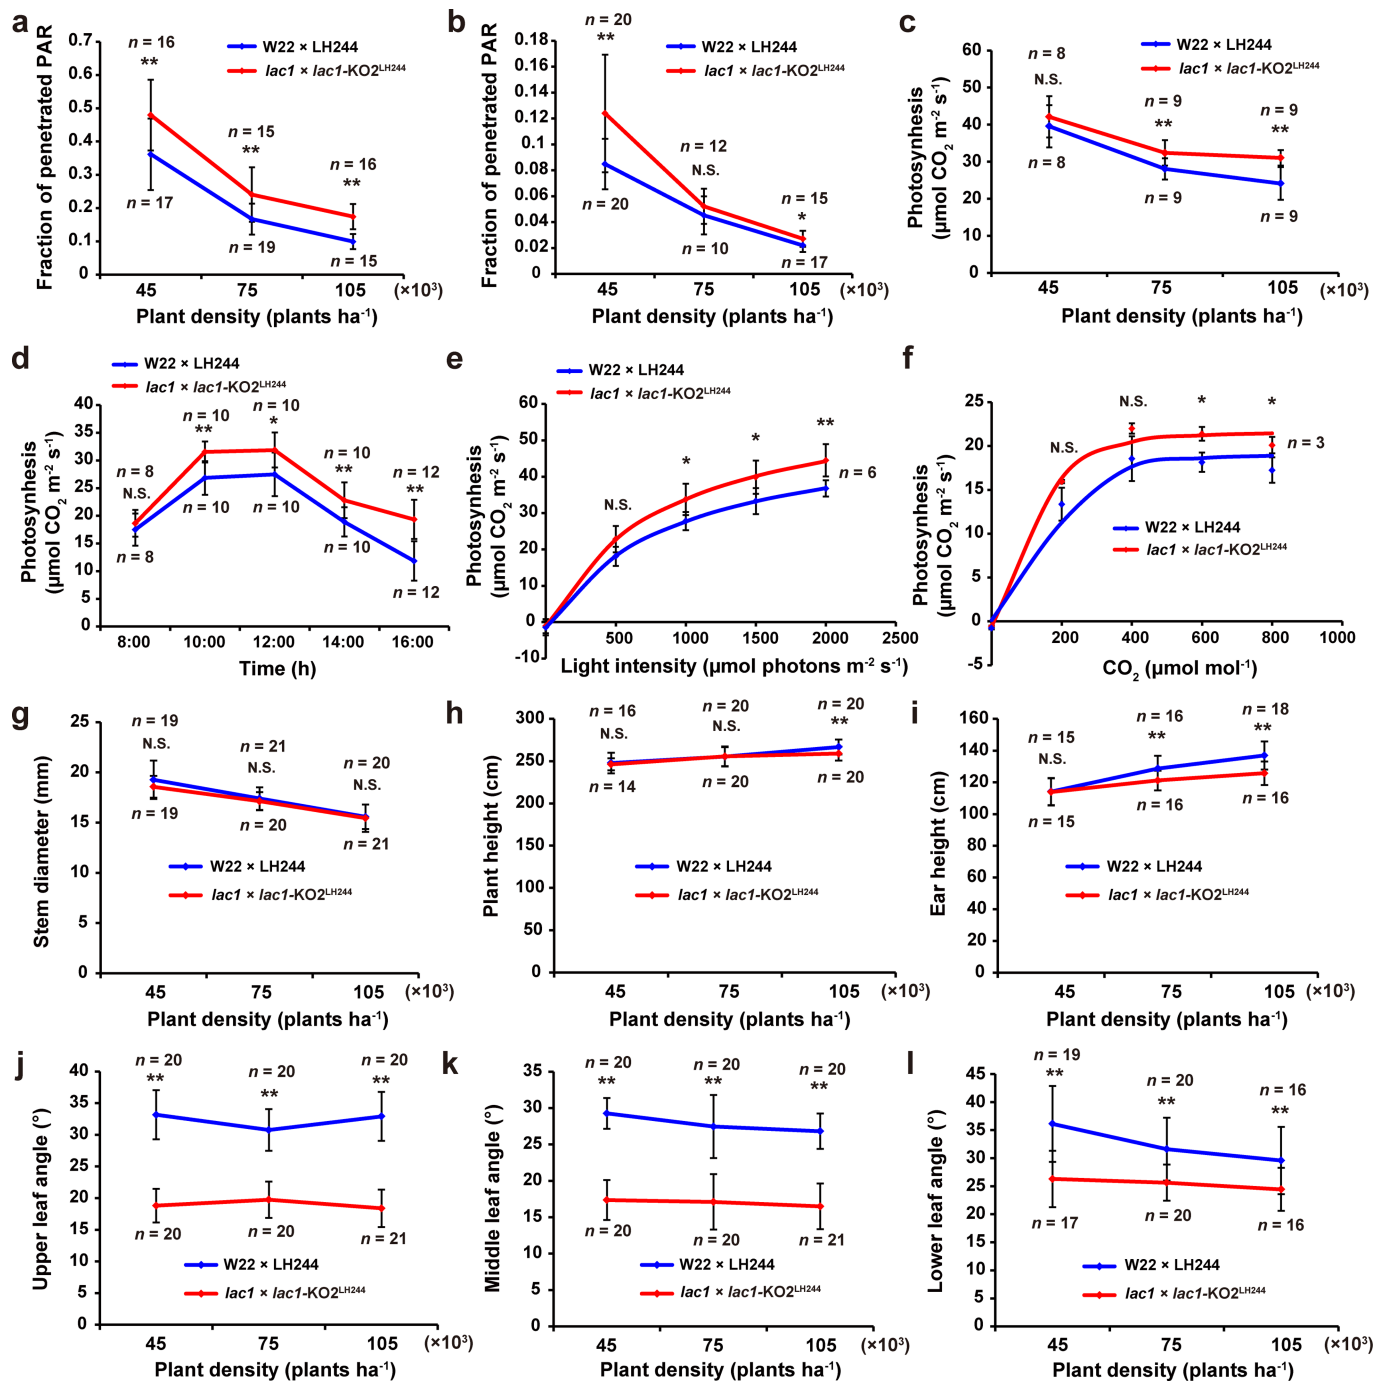 a
Fraction of penetrated PAR
0.7
0.6
0.5
0.4
0.3
0.2
0.1
0
n = 16
**
n = 15
**
n = 16
**
n = 17
n = 19
n = 15
W22 × LH244
lac1 × lac1-KO2LH244
45 75 105 (×10³)
Plant density (plants ha-1)
b
Fraction of penetrated PAR
0.18
0.16
0.14
0.12
0.1
0.08
0.06
0.04
0.02
0
n = 20
**
n = 12
N.S.
n = 15
*
n = 20
n = 10
n = 17
W22 × LH244
lac1 × lac1-KO2LH244
45 75 105 (×10³)
Plant density (plants ha-1)
c
Photosynhesis
(µmol CO2 m-2 s-1)
60
50
40
30
20
10
0
n = 8
N.S.
n = 9
**
n = 9
**
n = 8
n = 9
n = 9
W22 × LH244
lac1 × lac1-KO2LH244
45 75 105 (×10³)
Plant density (plants ha-1)
d
Photosynhesis
(µmol CO2 m-2 s-1)
W22 × LH244
lac1 × lac1-KO2LH244
40
35
30
25
20
15
10
5
0
n = 8
N.S.
n = 10
**
n = 10
*
n = 10
**
n = 12
**
n = 8
n = 10
n = 10
n = 10
n = 12
8:00 10:00 12:00 14:00 16:00
Time (h)
e
Photosynhesis
(µmol CO2 m-2 s-1)
W22 × LH244
lac1 × lac1-KO2LH244
60
50
40
30
20
10
0
-10
N.S.
*
*
**
n = 6
500 1000 1500 2000 2500
Light intensity (µmol photons m-2 s-1)
f
Photosynhesis
(µmol CO2 m-2 s-1)
25
20
15
10
5
0
-5
N.S.
N.S.
*
*
n = 3
W22 × LH244
lac1 × lac1-KO2LH244
200 400 600 800 1000
CO2 (µmol mol-1)
g
Stem diameter (mm)
25
20
15
10
5
0
n = 19
N.S.
n = 21
N.S.
n = 20
N.S.
n = 19
n = 20
n = 21
W22 × LH244
lac1 × lac1-KO2LH244
45 75 105 (×10³)
Plant density (plants ha-1)
h
Plant height (cm)
300
250
200
150
100
50
0
n = 16
N.S.
n = 20
N.S.
n = 20
**
n = 14
n = 20
n = 20
W22 × LH244
lac1 × lac1-KO2LH244
45 75 105 (×10³)
Plant density (plants ha-1)
i
Ear height (cm)
160
140
120
100
80
60
40
20
0
n = 15
N.S.
n = 16
**
n = 18
**
n = 15
n = 16
n = 16
W22 × LH244
lac1 × lac1-KO2LH244
45 75 105 (×10³)
Plant density (plants ha-1)
j
Upper leaf angle (°)
40
35
30
25
20
15
10
5
0
n = 20
**
n = 20
**
n = 20
**
n = 20
n = 20
n = 21
W22 × LH244
lac1 × lac1-KO2LH244
45 75 105 (×10³)
Plant density (plants ha-1)
k
Middle leaf angle (°)
35
30
25
20
15
10
5
0
n = 20
**
n = 20
**
n = 20
**
n = 20
n = 20
n = 21
W22 × LH244
lac1 × lac1-KO2LH244
45 75 105 (×10³)
Plant density (plants ha-1)
l
Lower leaf angle (°)
45
40
35
30
25
20
15
10
5
0
n = 19
**
n = 20
**
n = 16
**
n = 17
n = 20
n = 16
W22 × LH244
lac1 × lac1-KO2LH244
45 75 105 (×10³)
Plant density (plants ha-1)